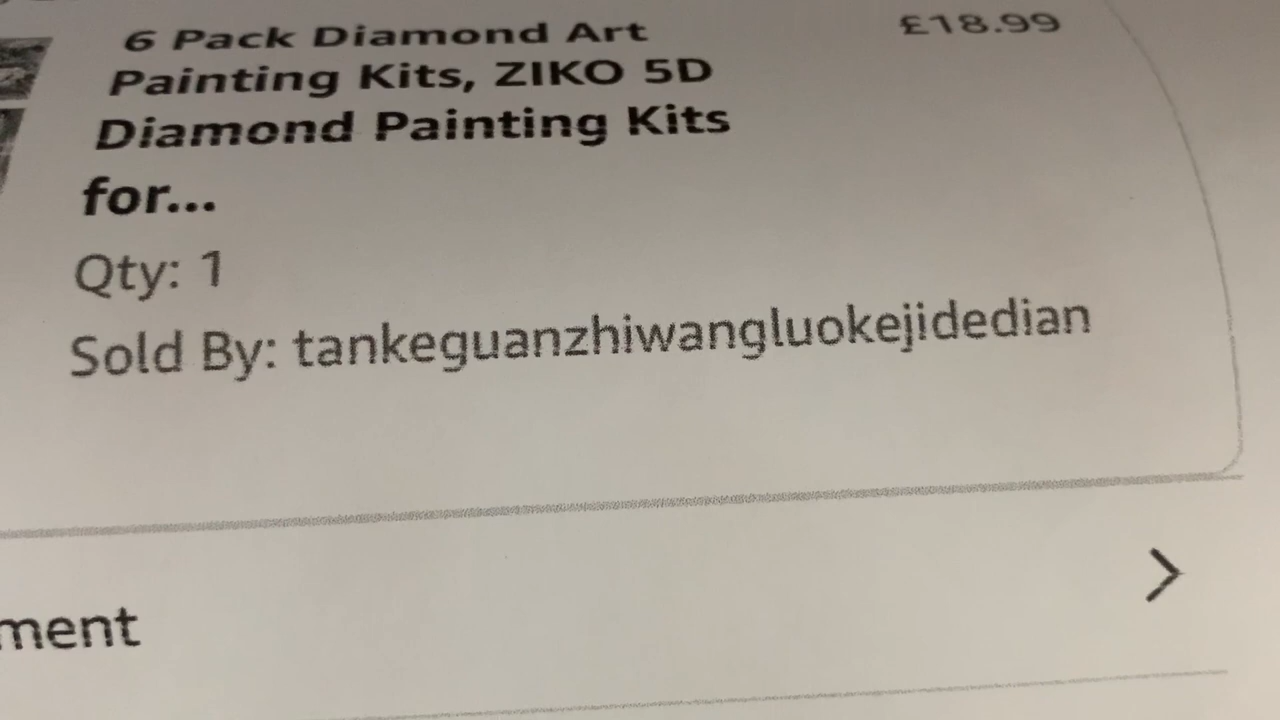 6 Pack Diamond Art £18.99
Painting Kits, ZIKO 5D
Diamond Painting Kits
for...
Qty: 1
Sold By: tankeguanzhiwangluokejidedian
ment